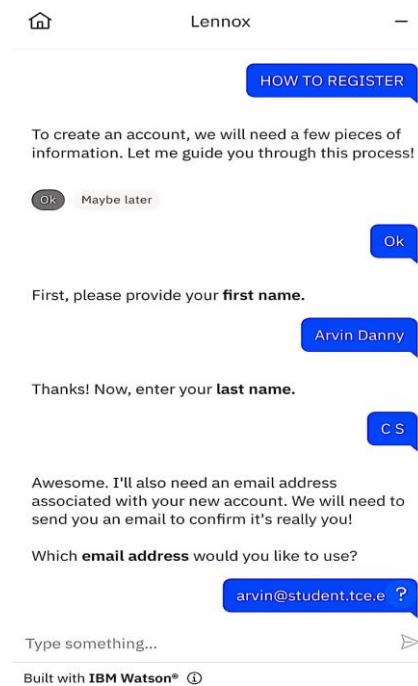 Lennox
HOW TO REGISTER
To create an account, we will need a few pieces of
information. Let me guide you through this process!
Ok Maybe later
Ok
First, please provide your first name.
Arvin Danny
Thanks! Now, enter your last name.
C S
Awesome. I'll also need an email address
associated with your new account. We will need to
send you an email to confirm it's really you!
Which email address would you like to use?
arvin@student.tce.e ?
Type something...
Built with IBM Watson®